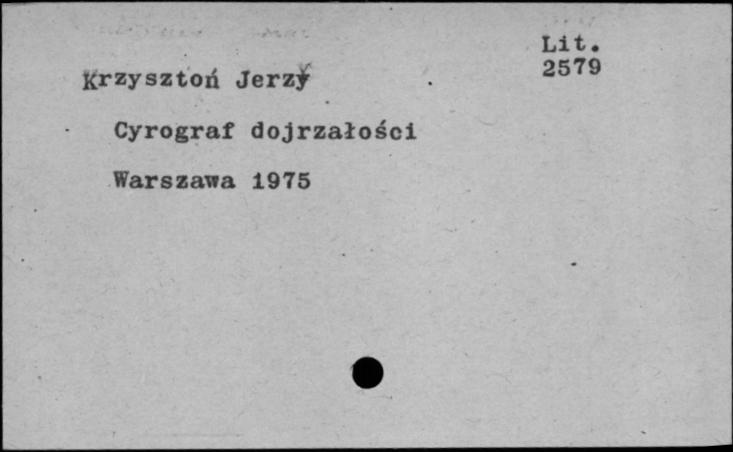 Lit.
2579
Krzysztoń Jerzy
Cyrograf dojrzałości
Warszawa 1975